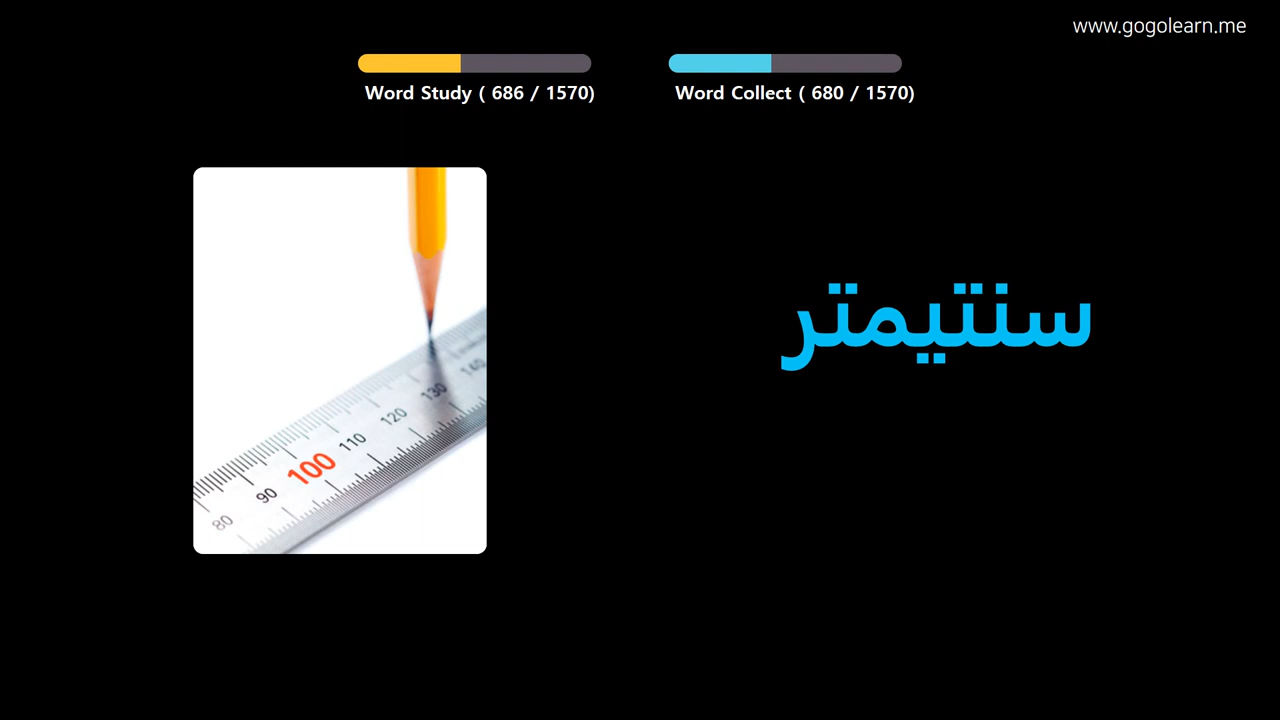 www.gogolearn.me
Word Study ( 686 / 1570)
Word Collect ( 680 / 1570)
سنتيمتر
80
90
100
110
120
130
140